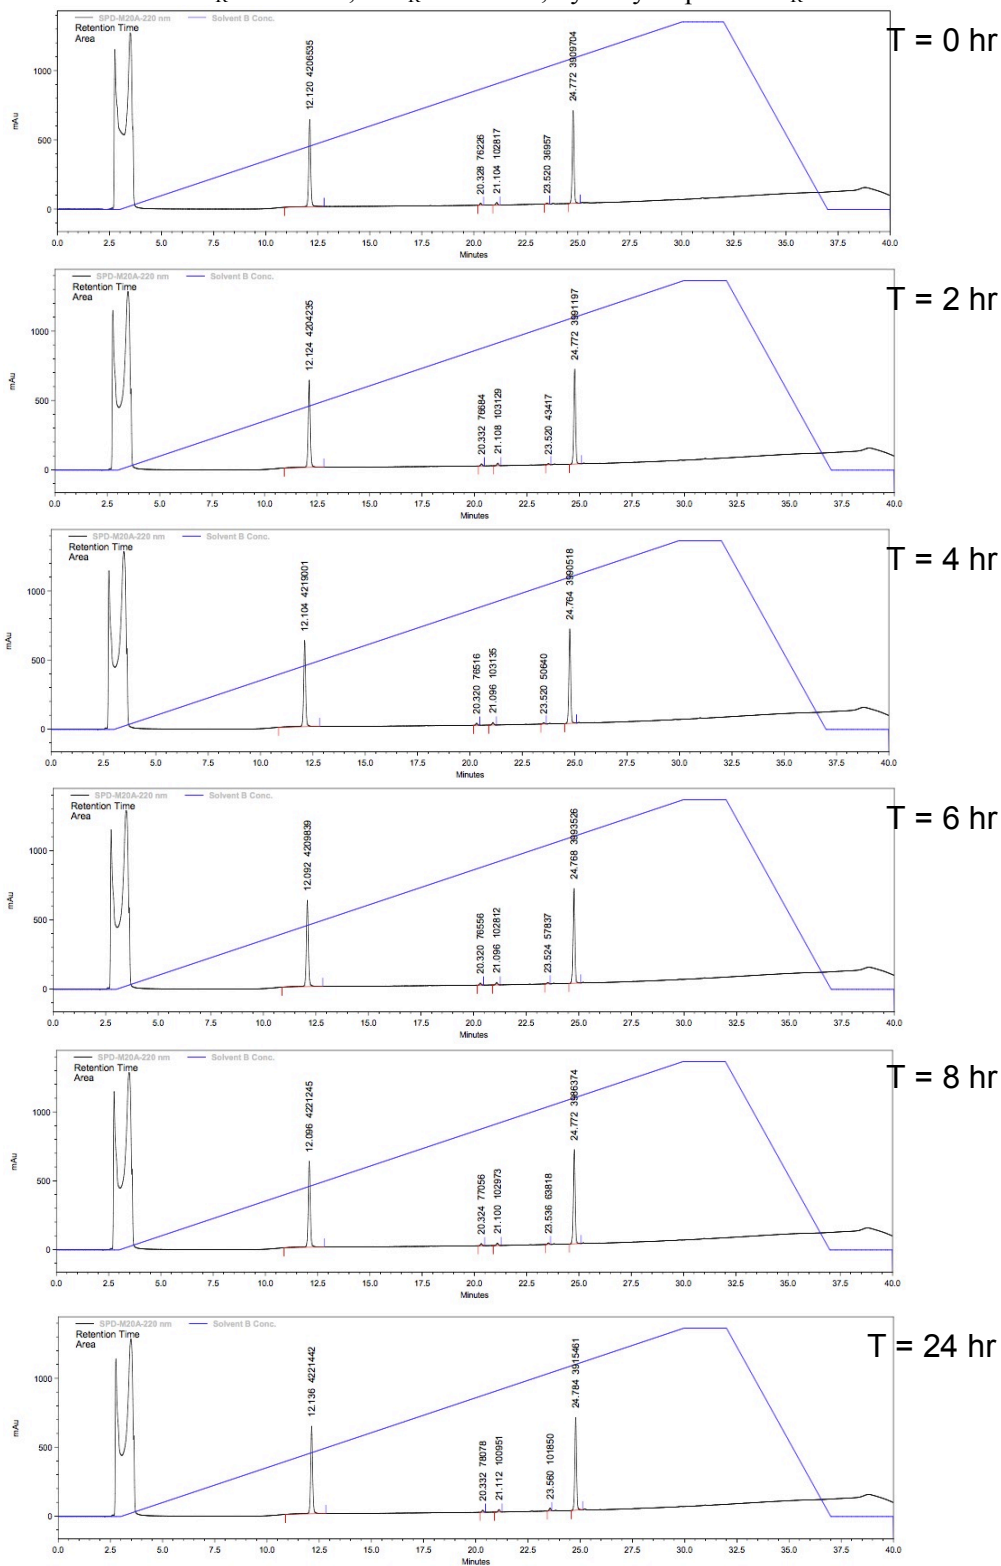 SPD-M20A-220 nm Solvent B Conc.
Retention Time
Area
T = 0 hr
12.120 4206535
20.328 76226
21.104 102817
23.520 36957
24.772 3909704
mAu
1000
500
0
0.0 2.5 5.0 7.5 10.0 12.5 15.0 17.5 20.0 22.5 25.0 27.5 30.0 32.5 35.0 37.5 40.0
Minutes
SPD-M20A-220 nm Solvent B Conc.
Retention Time
Area
T = 2 hr
12.124 4204235
20.332 76684
21.108 103129
23.520 43417
24.772 3991197
mAu
1000
500
0
0.0 2.5 5.0 7.5 10.0 12.5 15.0 17.5 20.0 22.5 25.0 27.5 30.0 32.5 35.0 37.5 40.0
Minutes
SPD-M20A-220 nm Solvent B Conc.
Retention Time
Area
T = 4 hr
12.104 4219001
20.320 76516
21.096 103135
23.520 50640
24.764 3990518
mAu
1000
500
0
0.0 2.5 5.0 7.5 10.0 12.5 15.0 17.5 20.0 22.5 25.0 27.5 30.0 32.5 35.0 37.5 40.0
Minutes
SPD-M20A-220 nm Solvent B Conc.
Retention Time
Area
T = 6 hr
12.092 4209839
20.320 76556
21.096 102812
23.524 57837
24.768 3993526
mAu
1000
500
0
0.0 2.5 5.0 7.5 10.0 12.5 15.0 17.5 20.0 22.5 25.0 27.5 30.0 32.5 35.0 37.5 40.0
Minutes
SPD-M20A-220 nm Solvent B Conc.
Retention Time
Area
T = 8 hr
12.096 4221245
20.324 77056
21.100 102973
23.536 63818
24.772 3986374
mAu
1000
500
0
0.0 2.5 5.0 7.5 10.0 12.5 15.0 17.5 20.0 22.5 25.0 27.5 30.0 32.5 35.0 37.5 40.0
Minutes
SPD-M20A-220 nm Solvent B Conc.
Retention Time
Area
T = 24 hr
12.136 4221442
20.332 78078
21.112 100951
23.560 101850
24.784 3915461
mAu
1000
500
0
0.0 2.5 5.0 7.5 10.0 12.5 15.0 17.5 20.0 22.5 25.0 27.5 30.0 32.5 35.0 37.5 40.0
Minutes